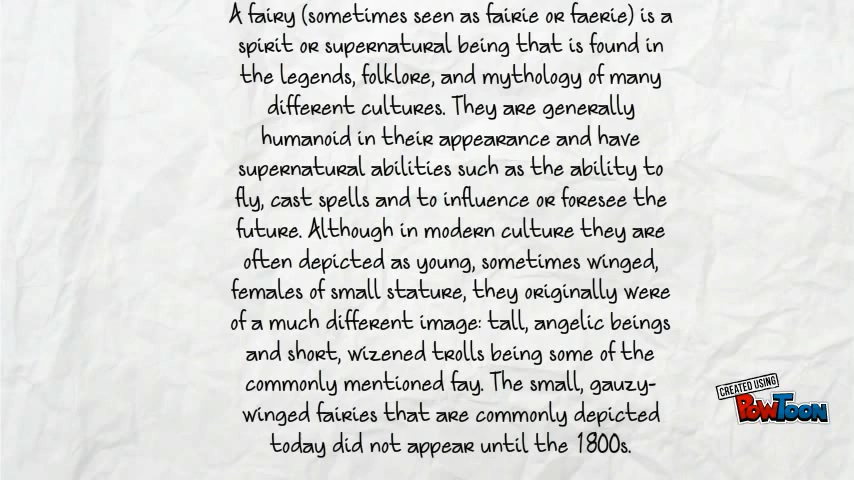 A fairy (sometimes seen as fairie or faerie) is a
spirit or supernatural being that is found in
the legends, folklore, and mythology of many
different cultures. They are generally
humanoid in their appearance and have
supernatural abilities such as the ability to
fly, cast spells and to influence or foresee the
future. Although in modern culture they are
often depicted as young, sometimes winged,
females of small stature, they originally were
of a much different image: tall, angelic beings
and short, wizened trolls being some of the
commonly mentioned fay. The small, gauzy-
winged fairies that are commonly depicted
today did not appear until the 1800s.
CREATED USING
POWTOON